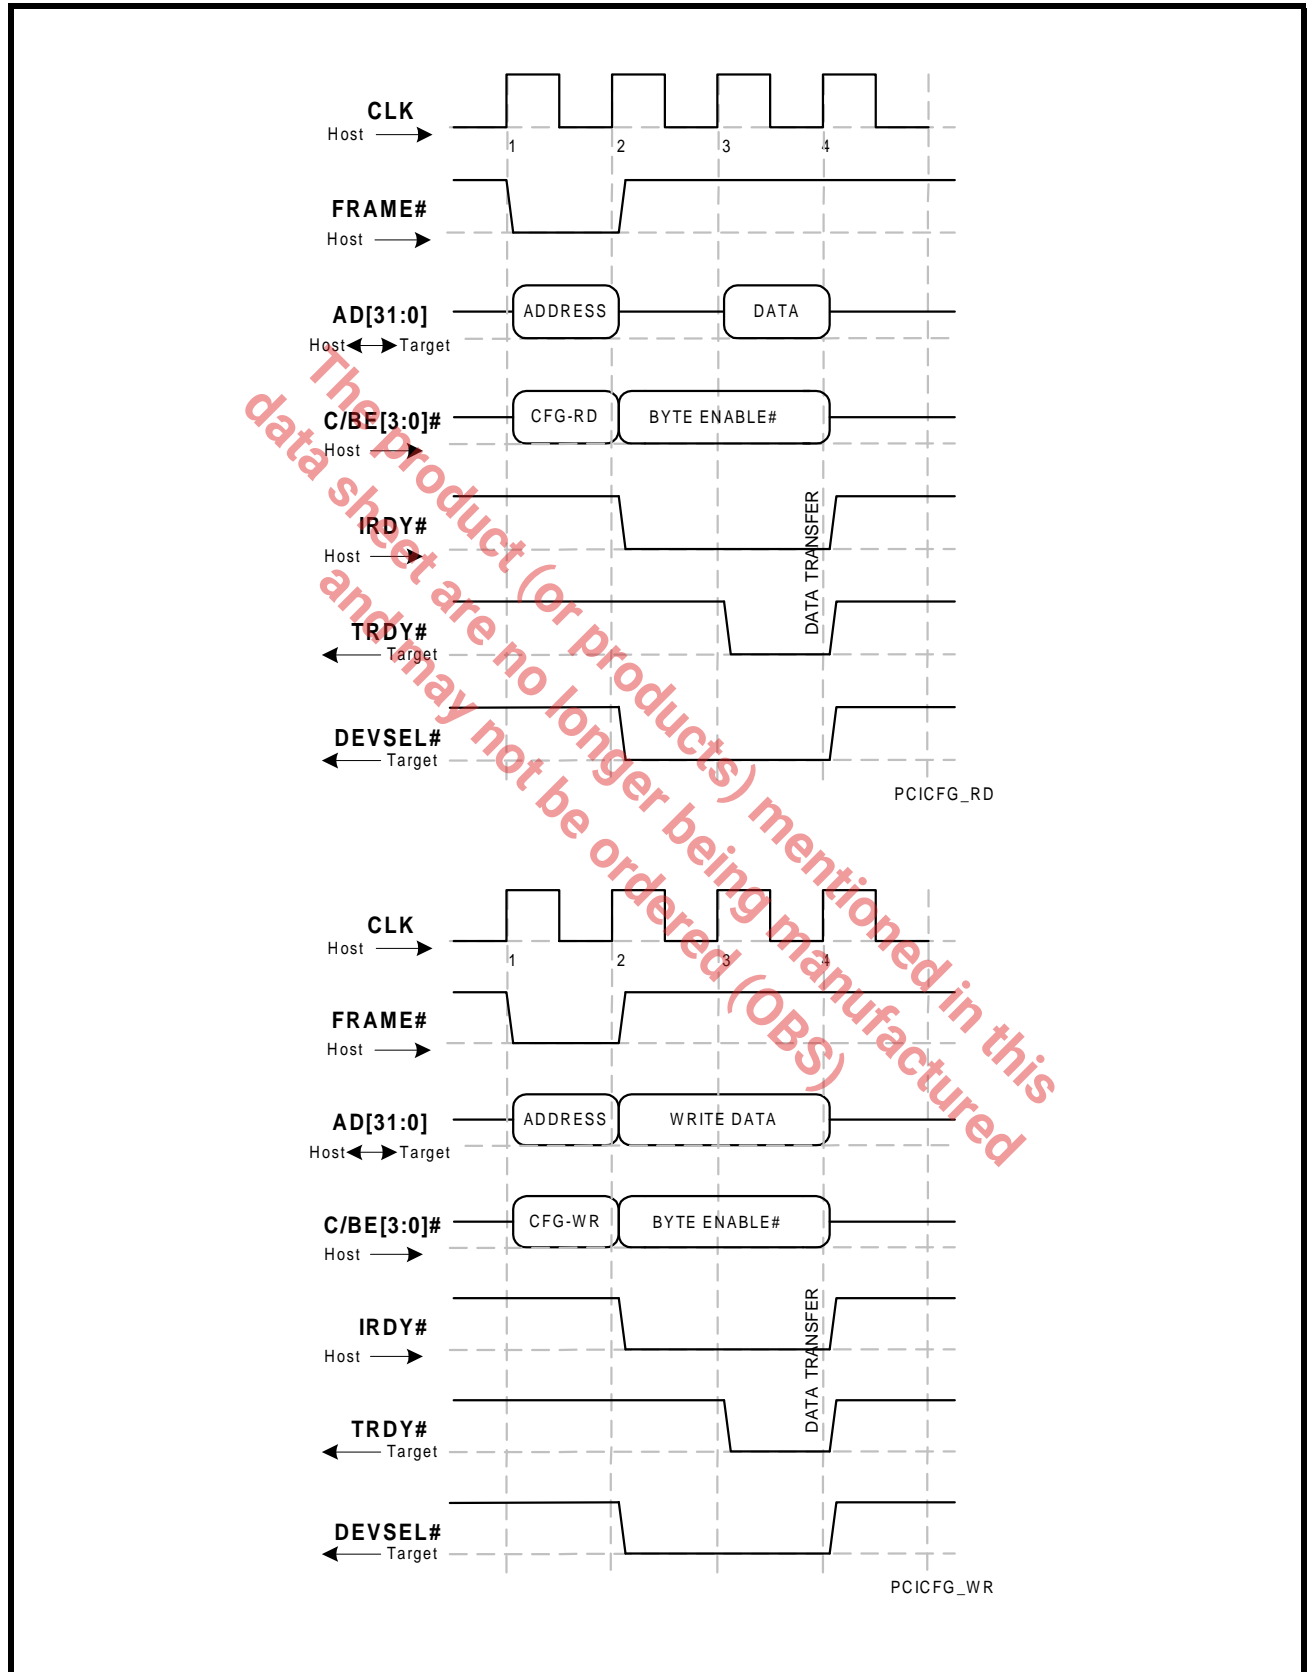 CLK
Host
1 2 3 4
FRAME#
Host
AD[31:0]
ADDRESS DATA
Host Target
C/BE[3:0]#
CFG-RD BYTE ENABLE#
Host
IRDY#
Host
DATA TRANSFER
TRDY#
Target
DEVSEL#
Target
PCICFG_RD
CLK
Host
1 2 3 4
FRAME#
Host
AD[31:0]
ADDRESS WRITE DATA
Host Target
C/BE[3:0]#
CFG-WR BYTE ENABLE#
Host
IRDY#
Host
DATA TRANSFER
TRDY#
Target
DEVSEL#
Target
PCICFG_WR
The product (or products) mentioned in this
data sheet are no longer being manufactured
and may not be ordered (OBS)